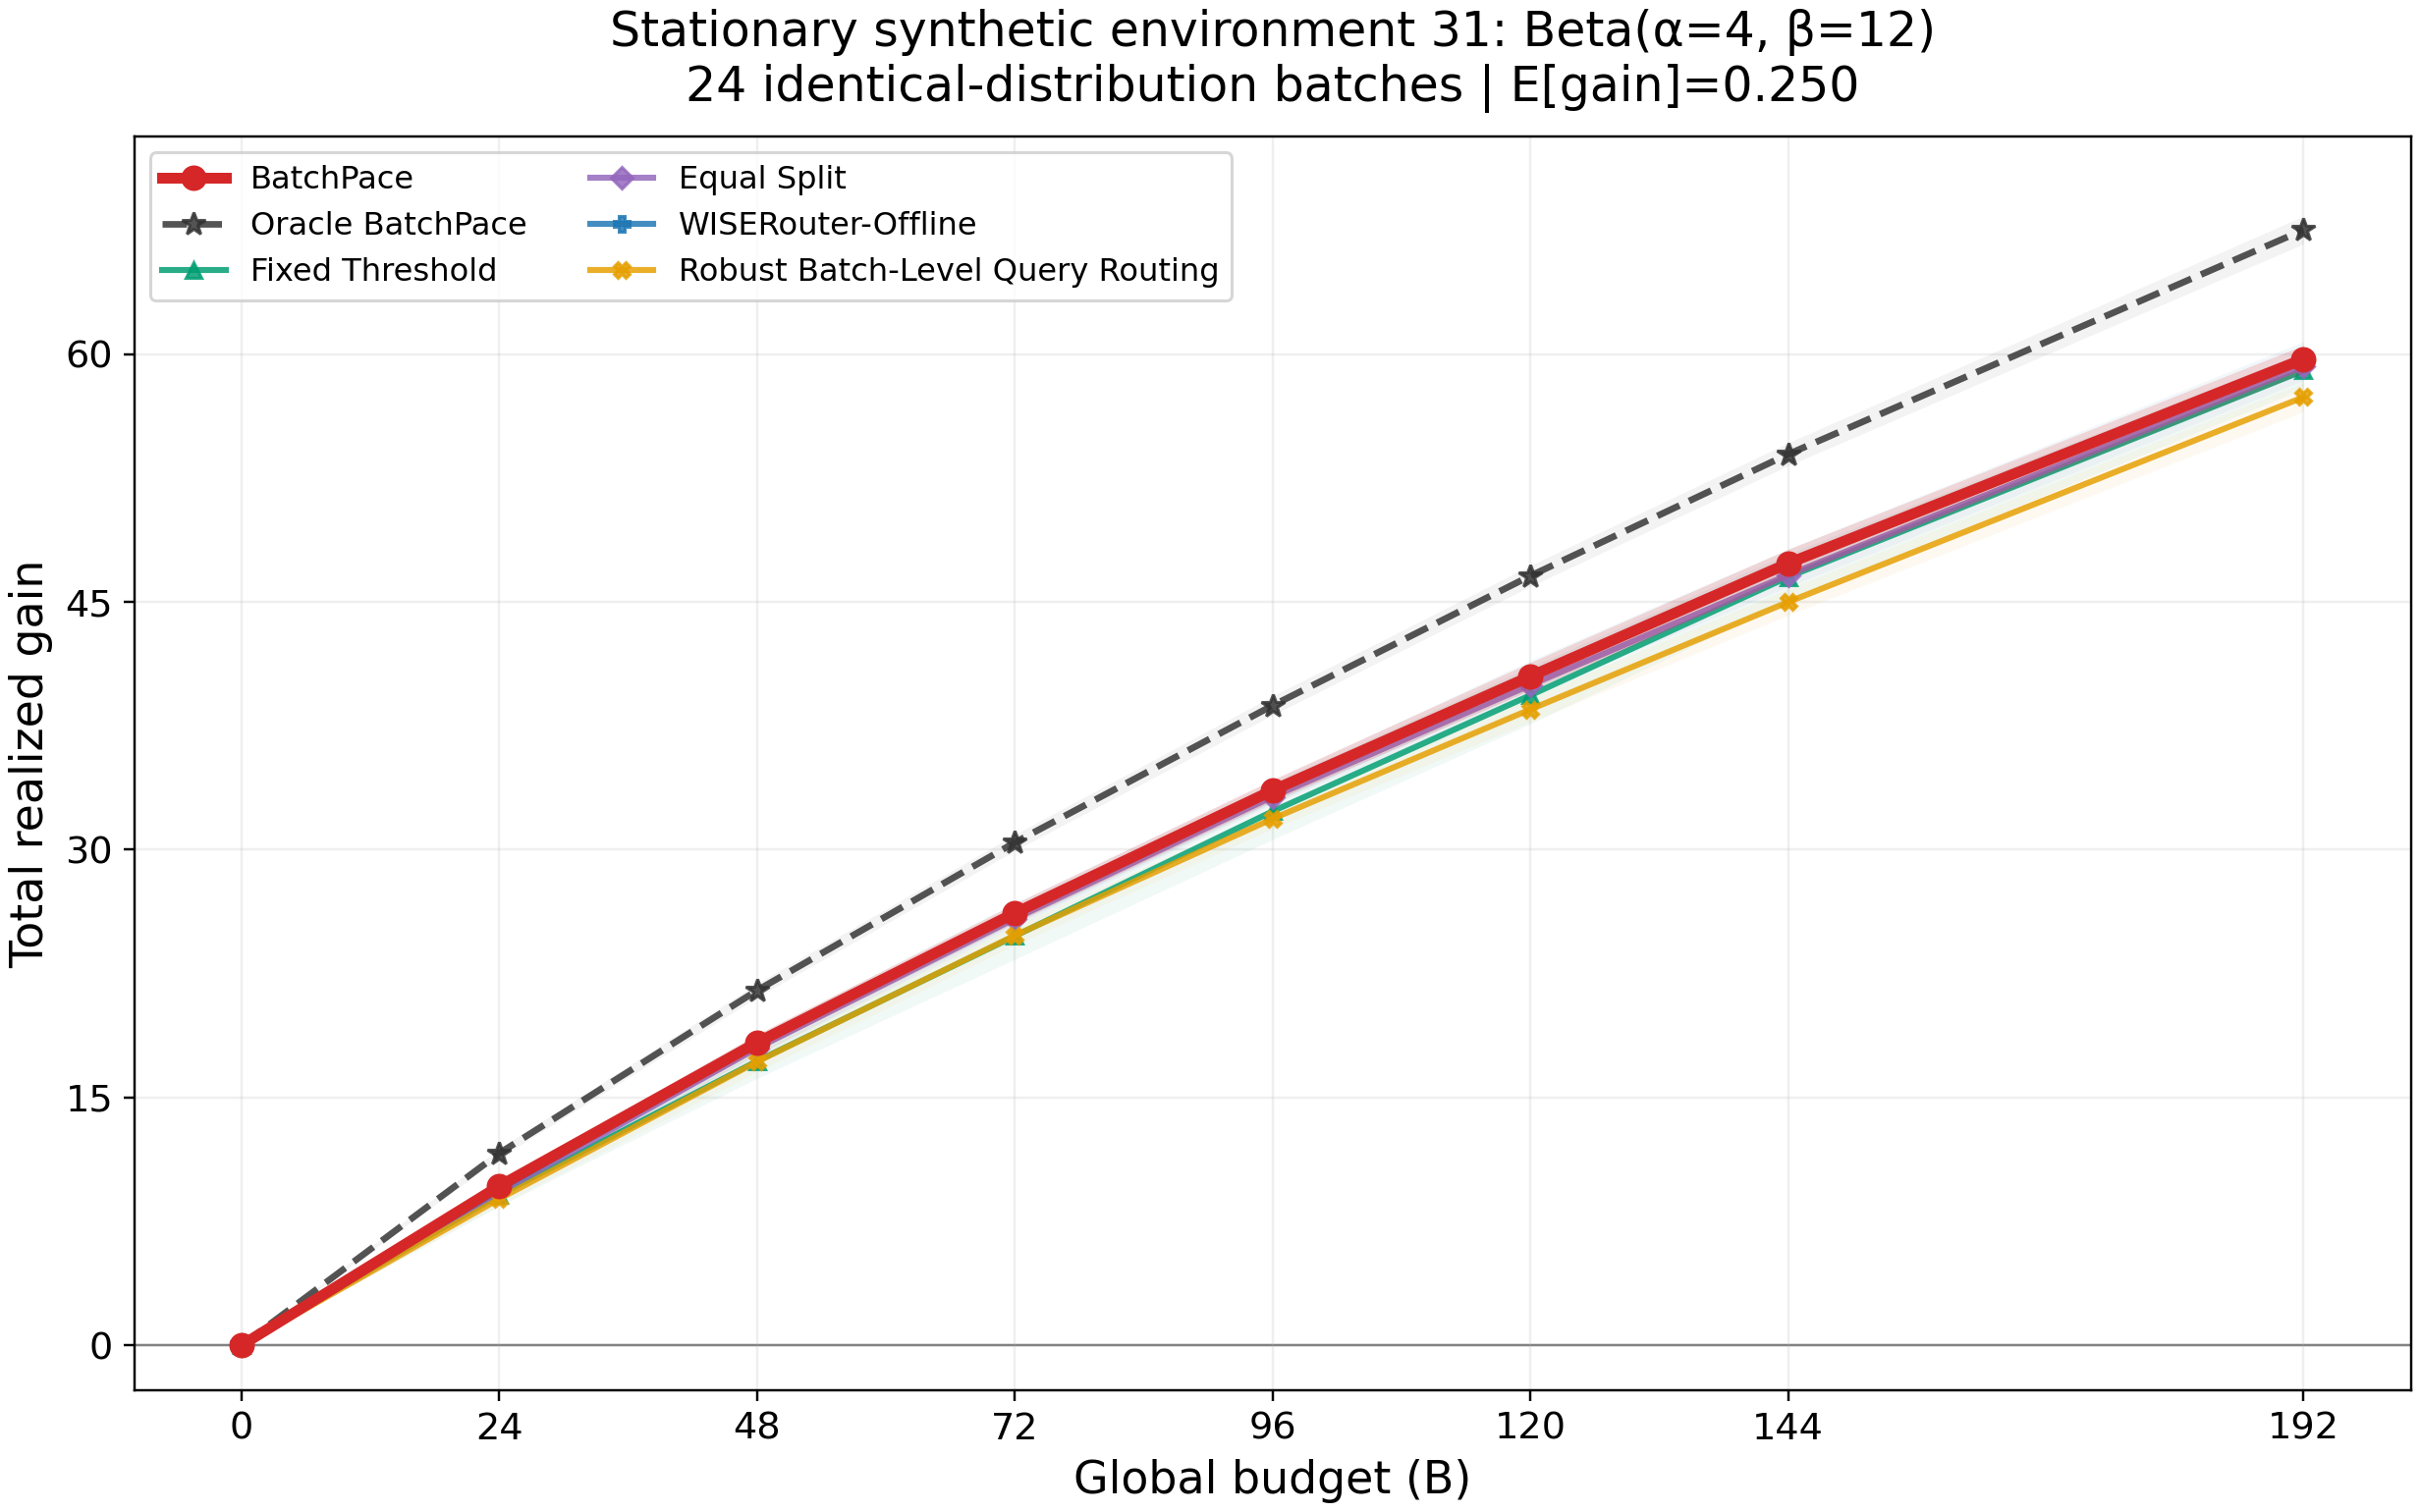 Stationary synthetic environment 31: Beta(α=4, β=12)
24 identical-distribution batches | E[gain]=0.250
BatchPace
Oracle BatchPace
Fixed Threshold
Equal Split
WISERouter-Offline
Robust Batch-Level Query Routing
Total realized gain
60
45
30
15
0
0 24 48 72 96 120 144 192
Global budget (B)